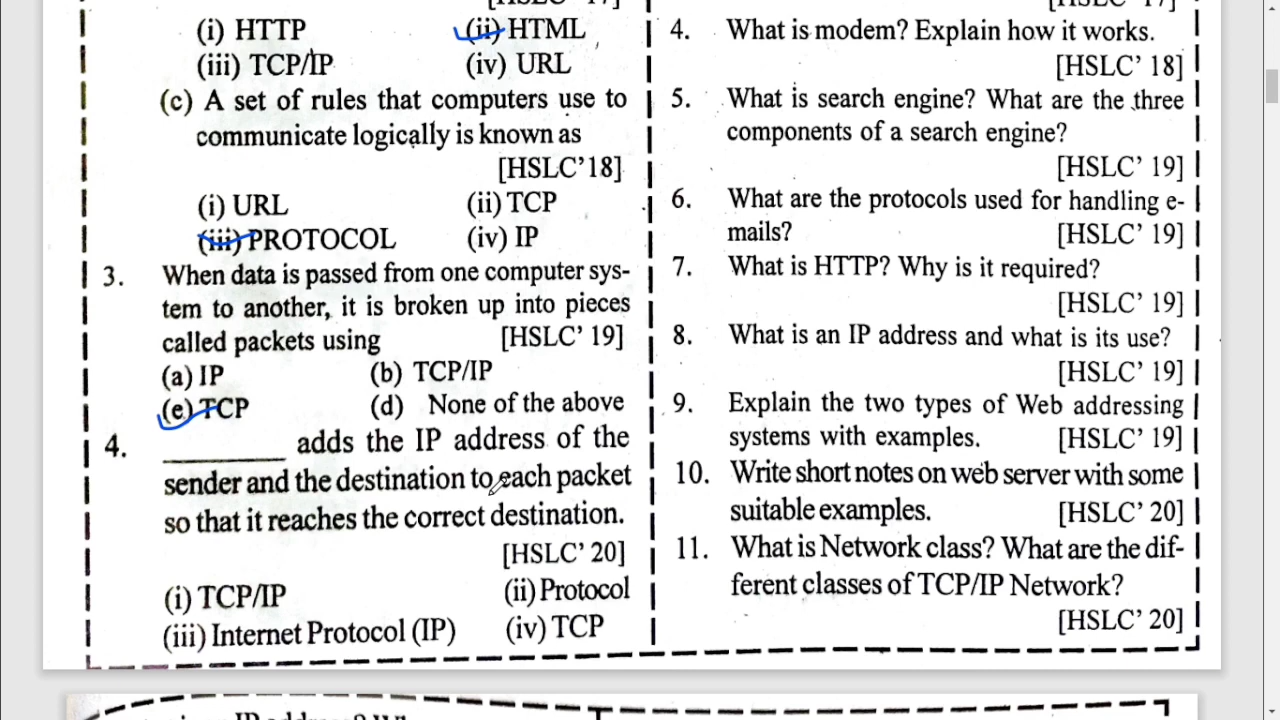 (i) HTTP (ii) HTML
(iii) TCP/IP (iv) URL
(c) A set of rules that computers use to
communicate logically is known as
[HSLC'18]
(i) URL (ii) TCP
(iii) PROTOCOL (iv) IP
3. When data is passed from one computer sys-
tem to another, it is broken up into pieces
called packets using [HSLC' 19]
(a) IP (b) TCP/IP
(e) TCP (d) None of the above
4. ________ adds the IP address of the
sender and the destination to each packet
so that it reaches the correct destination.
[HSLC' 20]
(i) TCP/IP (ii) Protocol
(iii) Internet Protocol (IP) (iv) TCP
4. What is modem? Explain how it works.
[HSLC' 18]
5. What is search engine? What are the three
components of a search engine?
[HSLC' 19]
6. What are the protocols used for handling e-
mails? [HSLC' 19]
7. What is HTTP? Why is it required?
[HSLC' 19]
8. What is an IP address and what is its use?
[HSLC' 19]
9. Explain the two types of Web addressing
systems with examples. [HSLC' 19]
10. Write short notes on web server with some
suitable examples. [HSLC' 20]
11. What is Network class? What are the dif-
ferent classes of TCP/IP Network?
[HSLC' 20]